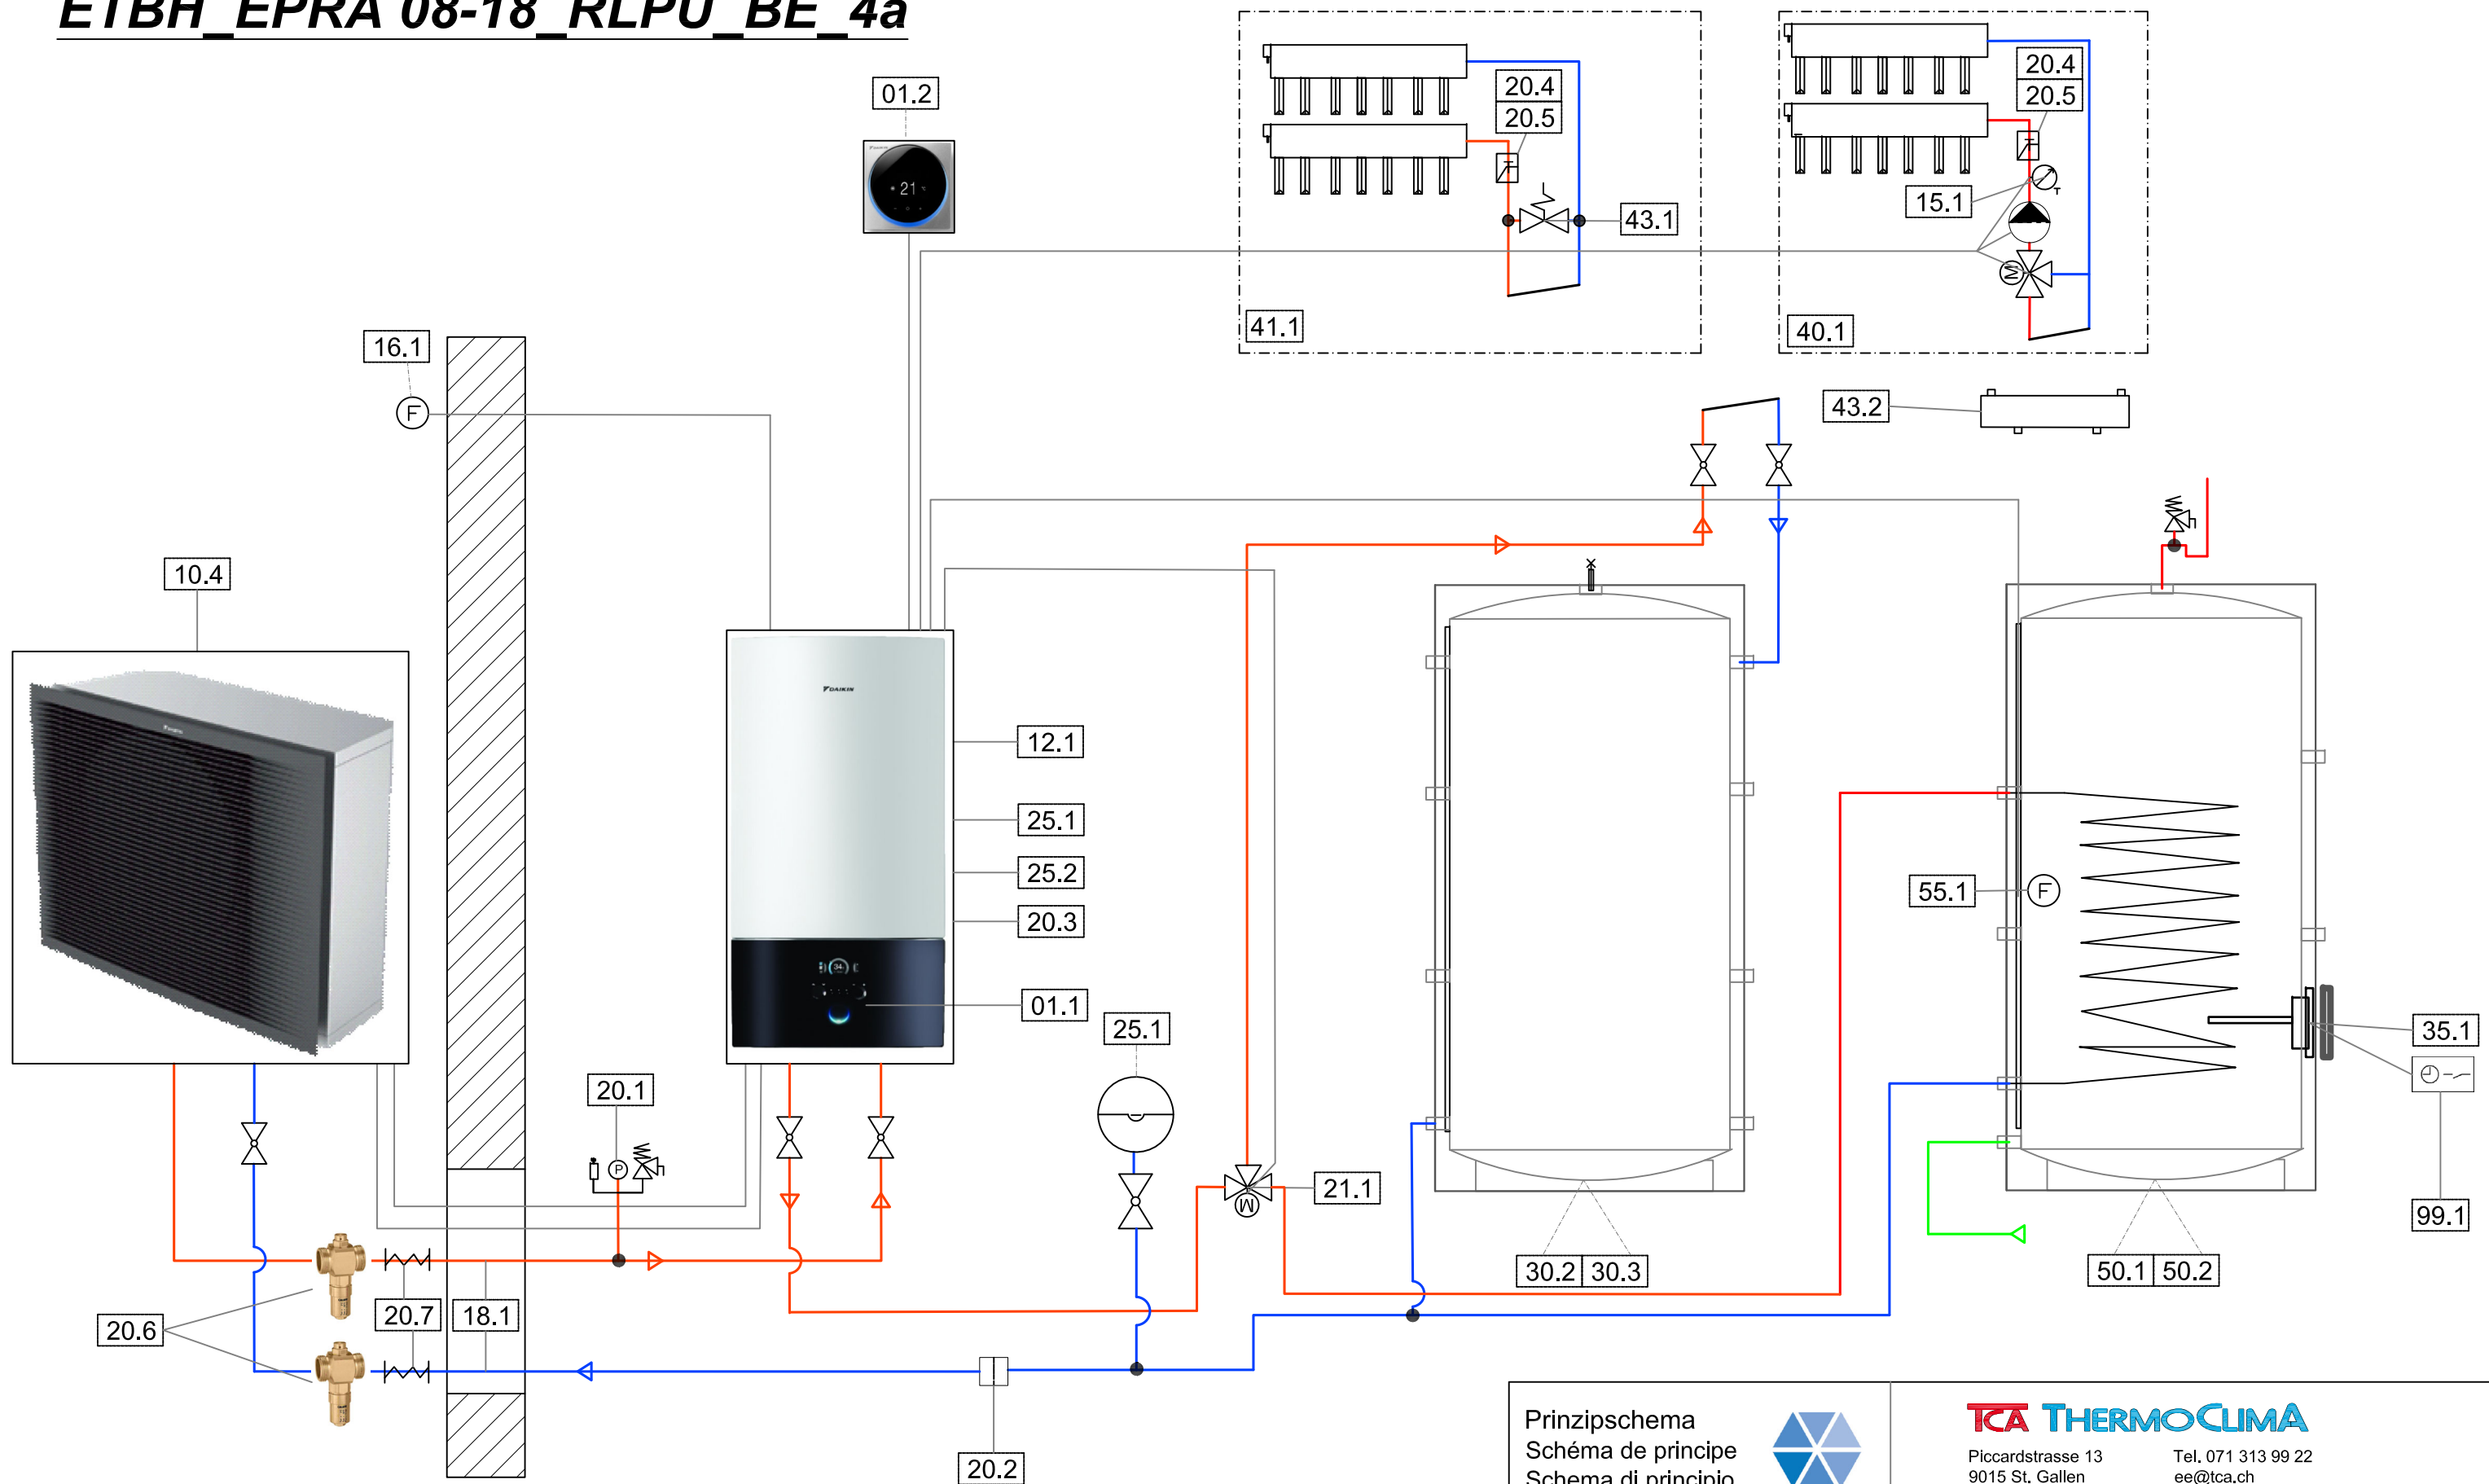 ETBH_EPRA 08-18_RLPU_BE_4a
01.2
DAIKIN
21
20.4
20.5
43.1
41.1
20.4
20.5
15.1
T
M
40.1
16.1
F
43.2
10.4
DAIKIN
12.1
25.1
25.2
20.3
34
01.1
25.1
20.1
P
55.1
F
35.1
21.1
M
99.1
30.2 30.3
50.1 50.2
20.6
20.7
18.1
20.2
Prinzipschema
Schéma de principe
Schema di principio
TCA THERMOCLIMA
Piccardstrasse 13
9015 St. Gallen
Tel. 071 313 99 22
ee@tca.ch